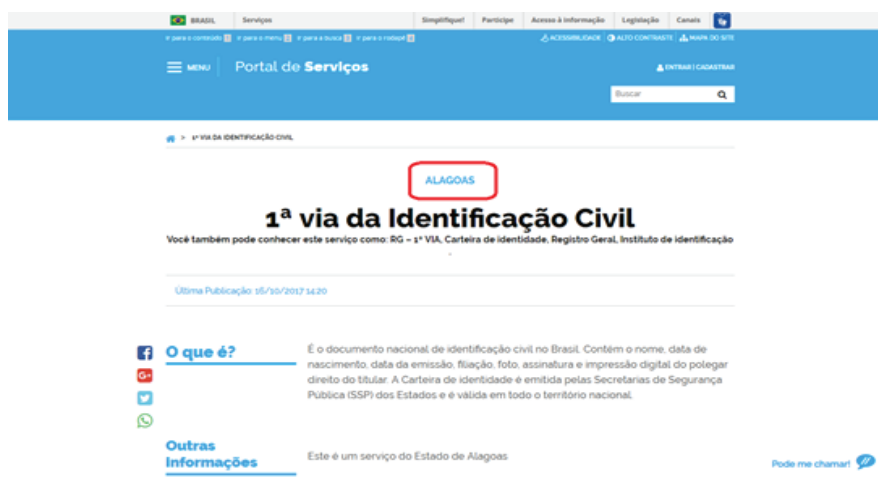 BRASIL Serviços Simplifique! Participe Acesso à informação Legislação Canais
Ir para o conteúdo 1 Ir para o menu 2 Ir para a busca 3 Ir para o rodapé 4 ACESSIBILIDADE ALTO CONTRASTE MAPA DO SITE
MENU Portal de Serviços ENTRAR | CADASTRAR
Buscar
> 1ª VIA DA IDENTIFICAÇÃO CIVIL
ALAGOAS
1ª via da Identificação Civil
Você também pode conhecer este serviço como: RG – 1ª VIA, Carteira de identidade, Registro Geral, Instituto de identificação
.
Última Publicação: 16/10/2017 14:20
O que é?
É o documento nacional de identificação civil no Brasil. Contém o nome, data de
nascimento, data da emissão, filiação, foto, assinatura e impressão digital do polegar
direito do titular. A Carteira de identidade é emitida pelas Secretarias de Segurança
Pública (SSP) dos Estados e é válida em todo o território nacional.
G+
Outras
Informações
Este é um serviço do Estado de Alagoas
Pode me chamar!